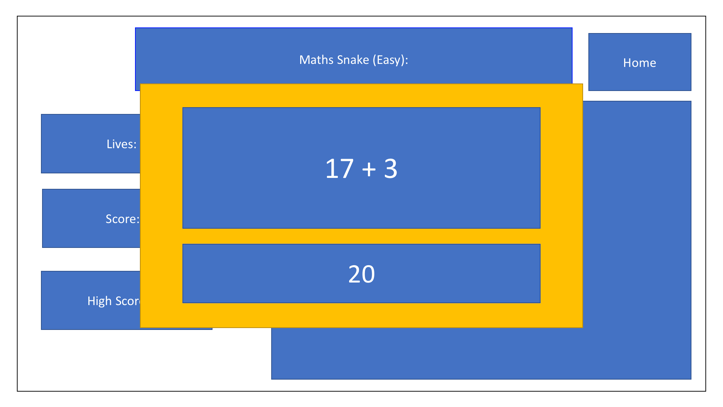 Maths Snake (Easy):
Home
Lives:
17 + 3
Score:
20
High Scor